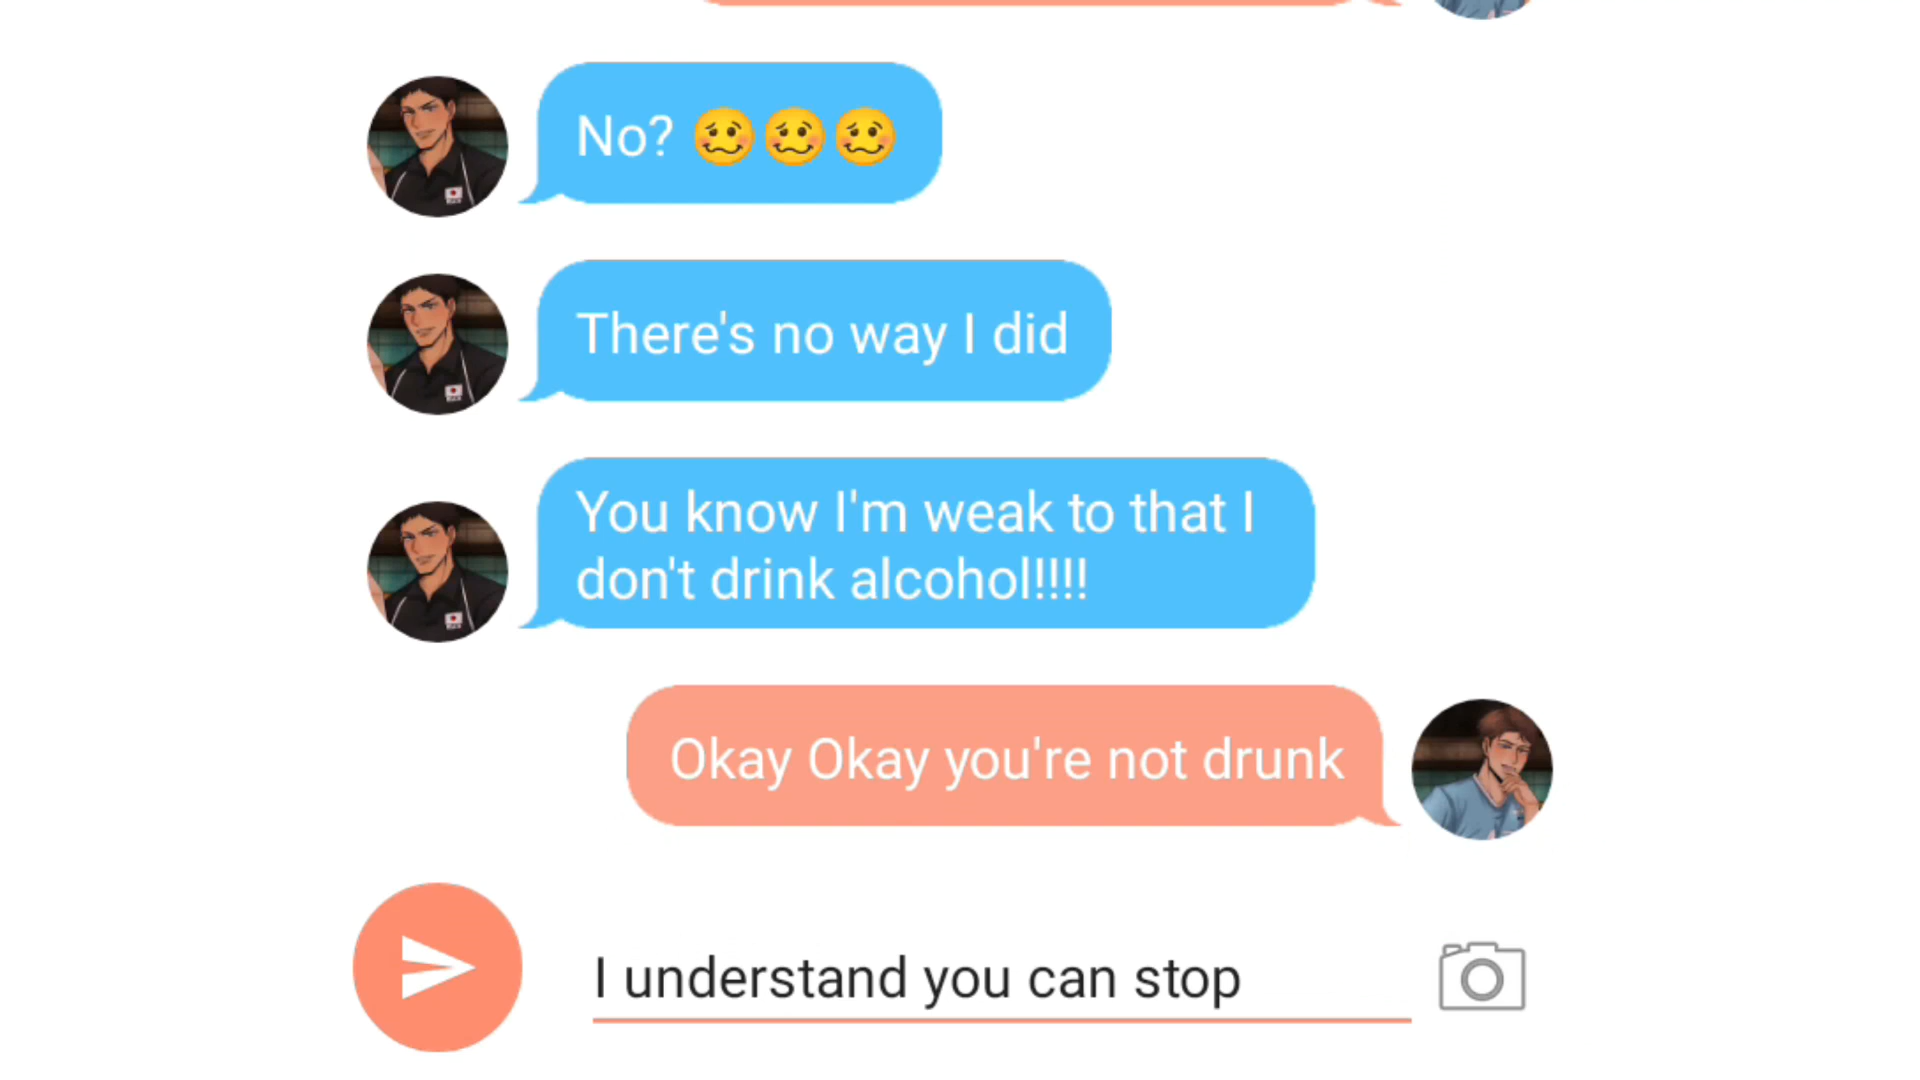 No? 🥴🥴🥴
There's no way I did
You know I'm weak to that I
don't drink alcohol!!!!
Okay Okay you're not drunk
I understand you can stop